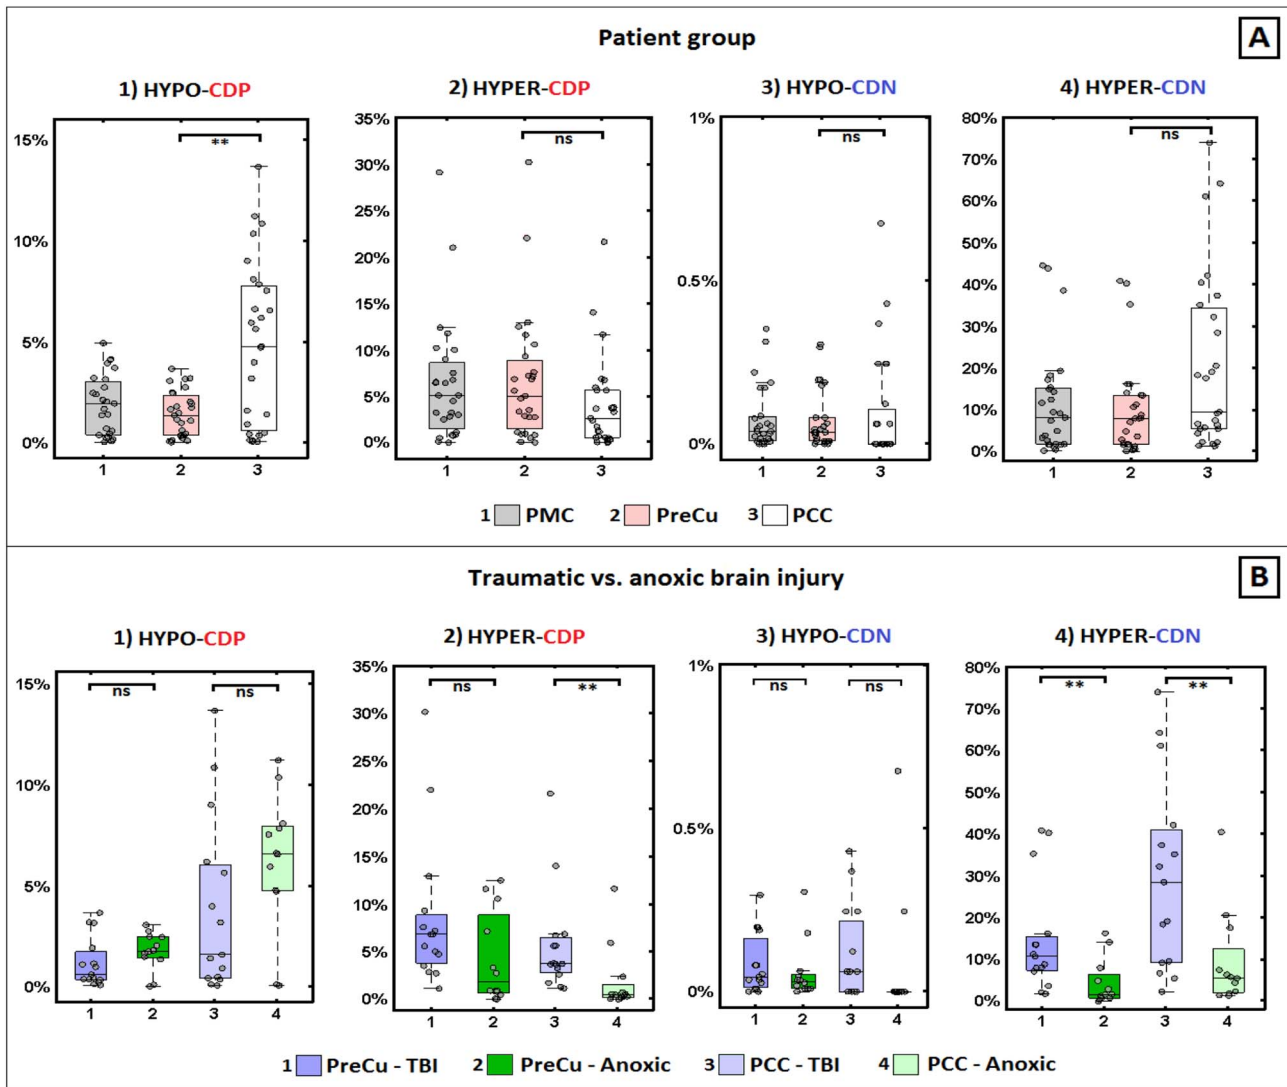 Patient group
A
1) HYPO-CDP
2) HYPER-CDP
3) HYPO-CDN
4) HYPER-CDN
15%
10%
5%
0%
**
1 2 3
35%
30%
25%
20%
15%
10%
5%
0%
ns
1 2 3
1%
0.5%
0%
ns
1 2 3
80%
70%
60%
50%
40%
30%
20%
10%
0%
ns
1 2 3
1 PMC 2 PreCu 3 PCC
Traumatic vs. anoxic brain injury
B
1) HYPO-CDP
2) HYPER-CDP
3) HYPO-CDN
4) HYPER-CDN
15%
10%
5%
0%
ns ns
1 2 3 4
35%
30%
25%
20%
15%
10%
5%
0%
ns **
1 2 3 4
1%
0.5%
0%
ns ns
1 2 3 4
80%
70%
60%
50%
40%
30%
20%
10%
0%
** **
1 2 3 4
1 PreCu - TBI 2 PreCu - Anoxic 3 PCC - TBI 4 PCC - Anoxic